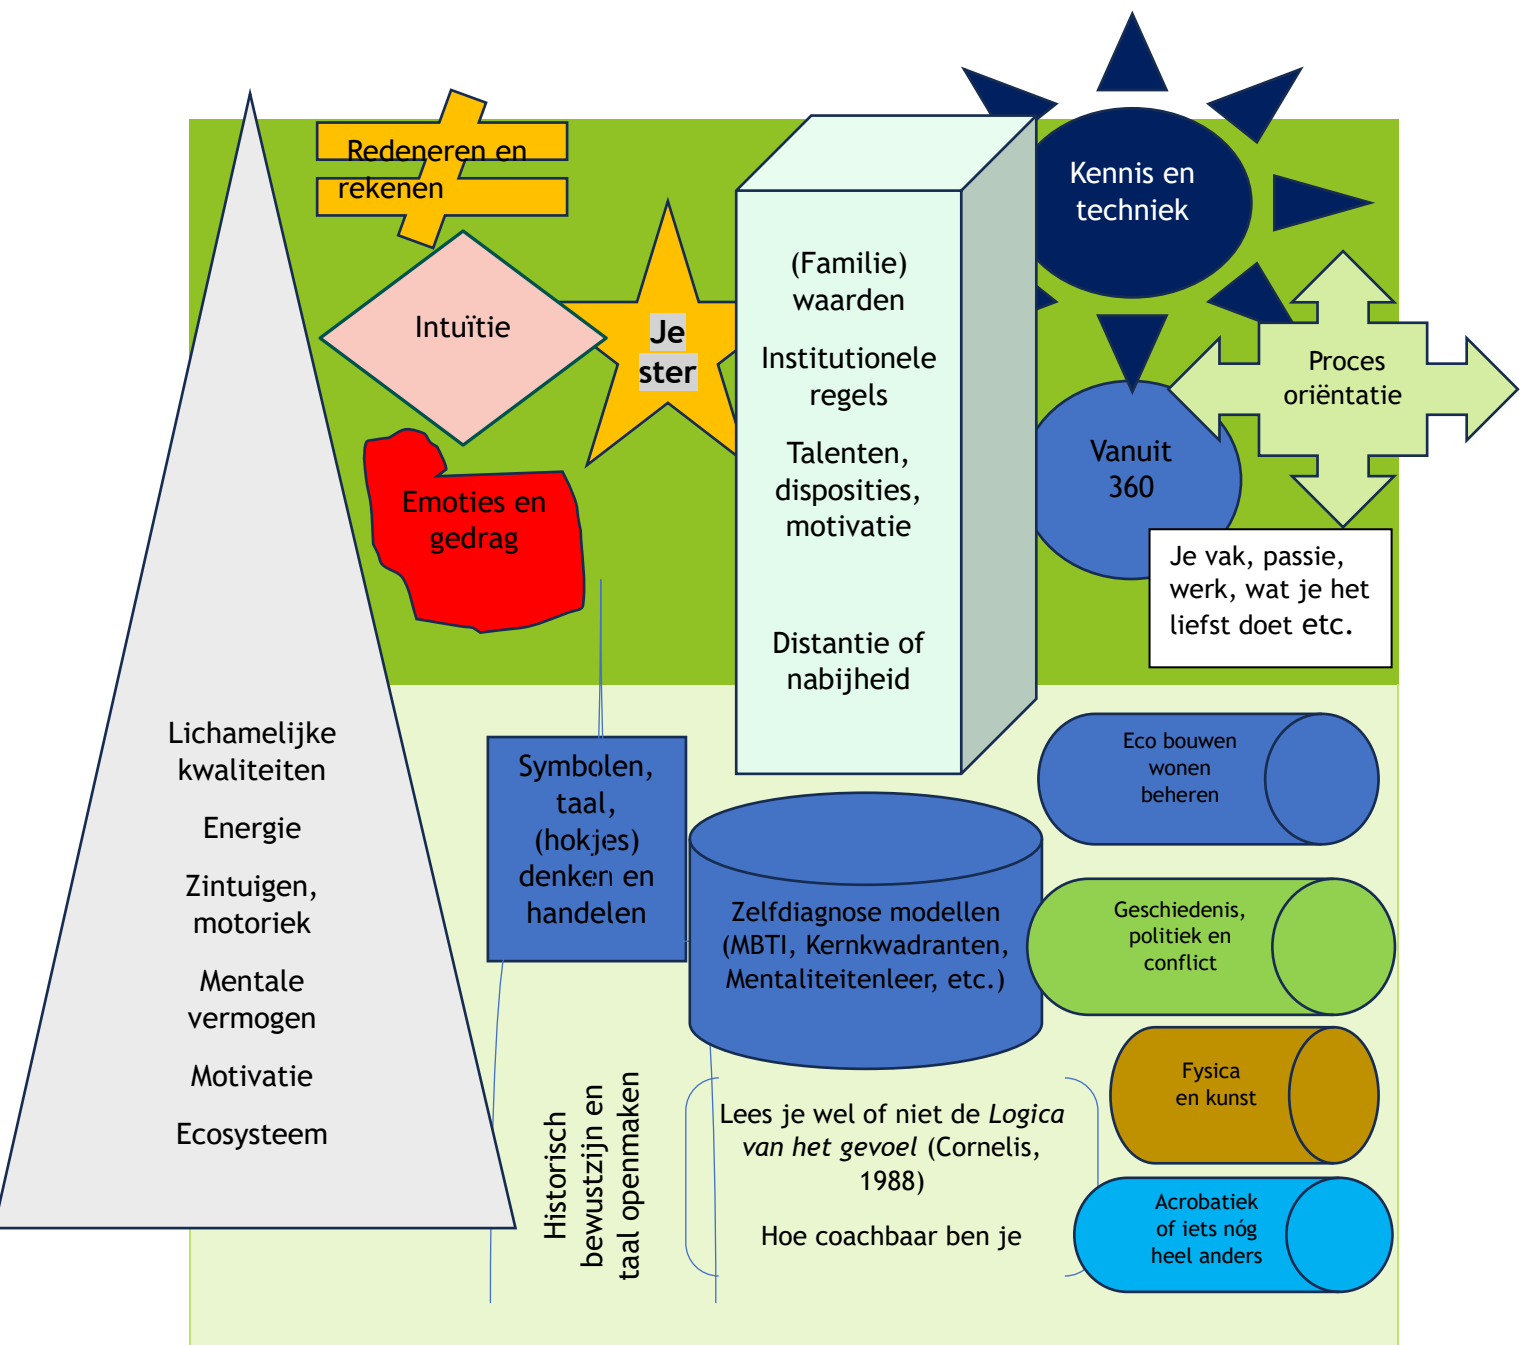 Redeneren en
rekenen
Intuïtie
Je
ster
Emoties en
gedrag
(Familie)
waarden
Institutionele
regels
Talenten,
disposities,
motivatie
Distantie of
nabijheid
Kennis en
techniek
Proces
oriëntatie
Vanuit
360
Je vak, passie,
werk, wat je het
liefst doet etc.
Lichamelijke
kwaliteiten
Energie
Zintuigen,
motoriek
Mentale
vermogen
Motivatie
Ecosysteem
Symbolen,
taal,
(hokjes)
denken en
handelen
Zelfdiagnose modellen
(MBTI, Kernkwadranten,
Mentaliteitenleer, etc.)
Eco bouwen
wonen
beheren
Geschiedenis,
politiek en
conflict
Fysica
en kunst
Acrobatiek
of iets nóg
heel anders
Historisch
bewustzijn en
taal openmaken
Lees je wel of niet de Logica
van het gevoel (Cornelis,
1988)
Hoe coachbaar ben je